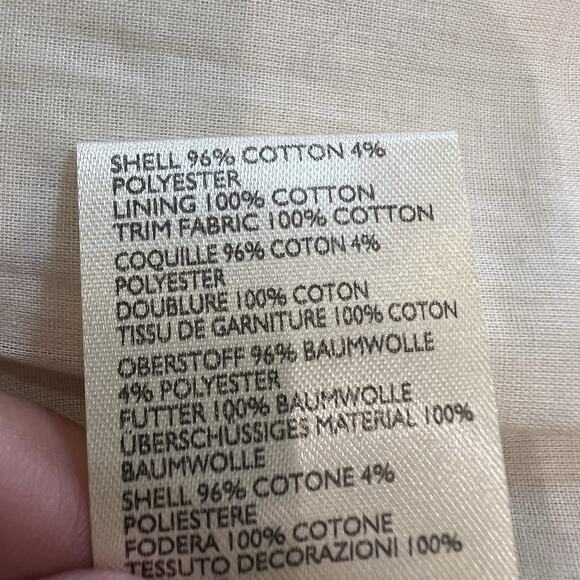 SHELL 96% COTTON 4%
POLYESTER
LINING 100% COTTON
TRIM FABRIC 100% COTTON
COQUILLE 96% COTON 4%
POLYESTER
DOUBLURE 100% COTON
TISSU DE GARNITURE 100% COTON
OBERSTOFF 96% BAUMWOLLE
4% POLYESTER
FUTTER 100% BAUMWOLLE
ÜBERSCHÜSSIGES MATERIAL 100%
BAUMWOLLE
SHELL 96% COTONE 4%
POLIESTERE
FODERA 100% COTONE
TESSUTO DECORAZIONI 100%